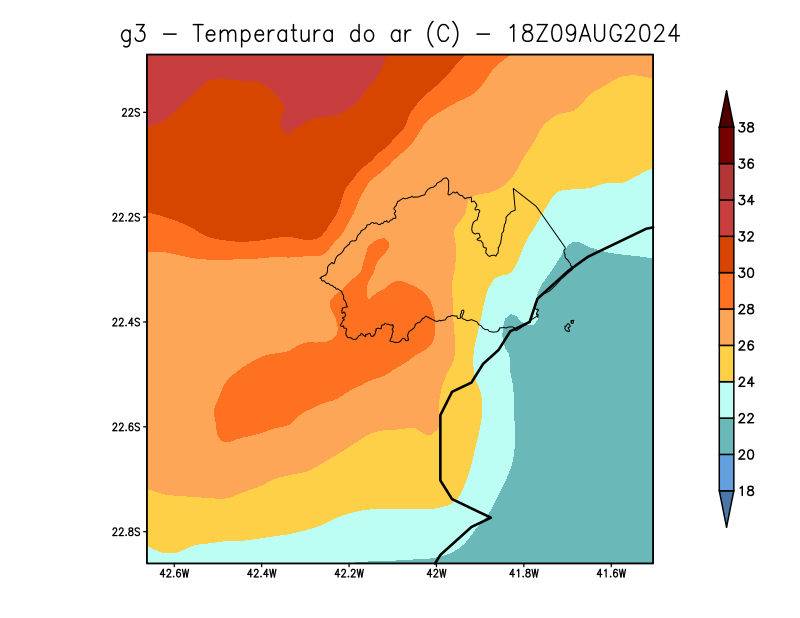 g3 - Temperatura do ar (C) - 18Z09AUG2024
22S
22.2S
22.4S
22.6S
22.8S
42.6W
42.4W
42.2W
42W
41.8W
41.6W
38
36
34
32
30
28
26
24
22
20
18